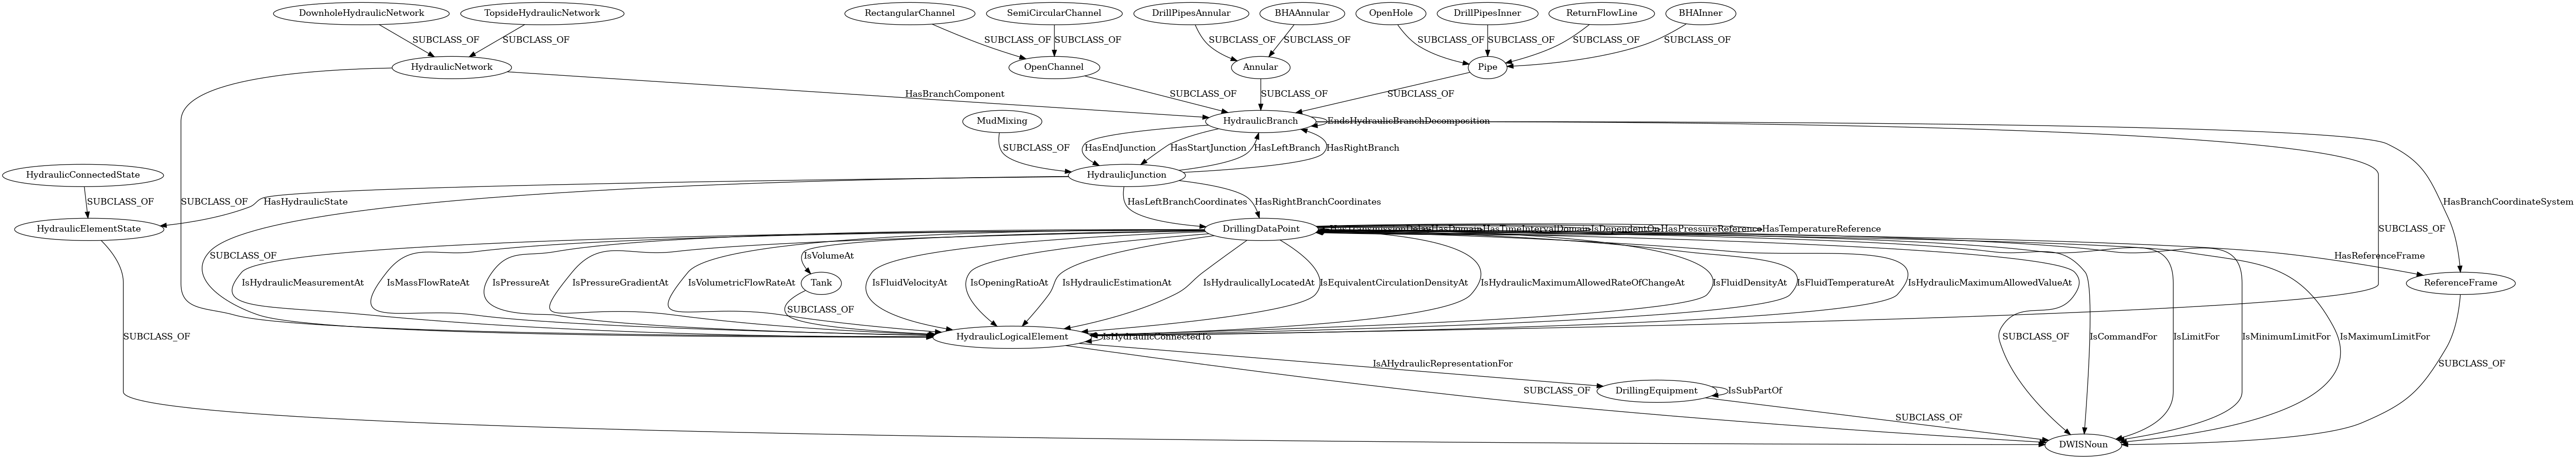 DownholeHydraulicNetwork
TopsideHydraulicNetwork
RectangularChannel
SemiCircularChannel
DrillPipesAnnular
BHAAnnular
OpenHole
DrillPipesInner
ReturnFlowLine
BHAInner
SUBCLASS_OF
SUBCLASS_OF
SUBCLASS_OF
SUBCLASS_OF
SUBCLASS_OF
SUBCLASS_OF
SUBCLASS_OF
SUBCLASS_OF
SUBCLASS_OF
SUBCLASS_OF
HydraulicNetwork
OpenChannel
Annular
Pipe
HasBranchComponent
SUBCLASS_OF
SUBCLASS_OF
SUBCLASS_OF
MudMixing
HydraulicBranch
EndsHydraulicBranchDecomposition
SUBCLASS_OF
HasEndJunction
HasStartJunction
HasLeftBranch
HasRightBranch
HydraulicConnectedState
HydraulicJunction
SUBCLASS_OF
SUBCLASS_OF
HasHydraulicState
HasLeftBranchCoordinates
HasRightBranchCoordinates
HasBranchCoordinateSystem
SUBCLASS_OF
HydraulicElementState
DrillingDataPoint
HasTimeIntervalDomain
IsDependentOn
HasPressureReference
HasTemperatureReference
SUBCLASS_OF
IsVolumeAt
HasReferenceFrame
IsHydraulicMeasurementAt
IsMassFlowRateAt
IsPressureAt
IsPressureGradientAt
IsVolumetricFlowRateAt
Tank
IsFluidVelocityAt
IsOpeningRatioAt
IsHydraulicEstimationAt
IsHydraulicallyLocatedAt
IsEquivalentCirculationDensityAt
IsHydraulicMaximumAllowedRateOfChangeAt
IsFluidDensityAt
IsFluidTemperatureAt
IsHydraulicMaximumAllowedValueAt
ReferenceFrame
SUBCLASS_OF
SUBCLASS_OF
HydraulicLogicalElement
IsHydraulicConnectedTo
SUBCLASS_OF
IsCommandFor
IsLimitFor
IsMinimumLimitFor
IsMaximumLimitFor
IsAHydraulicRepresentationFor
SUBCLASS_OF
SUBCLASS_OF
DrillingEquipment
IsSubPartOf
SUBCLASS_OF
DWISNoun